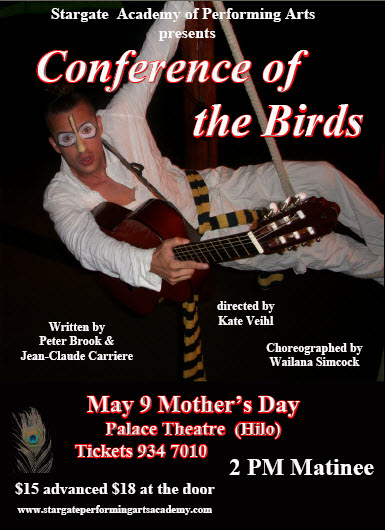 Stargate Academy of Performing Arts
presents
Conference of
the Birds
directed by
Kate Veihl
Written by
Peter Brook &
Jean-Claude Carriere
Choreographed by
Wailana Simcock
May 9 Mother's Day
Palace Theatre (Hilo)
Tickets 934 7010
2 PM Matinee
$15 advanced $18 at the door
www.stargateperformingartsacademy.com